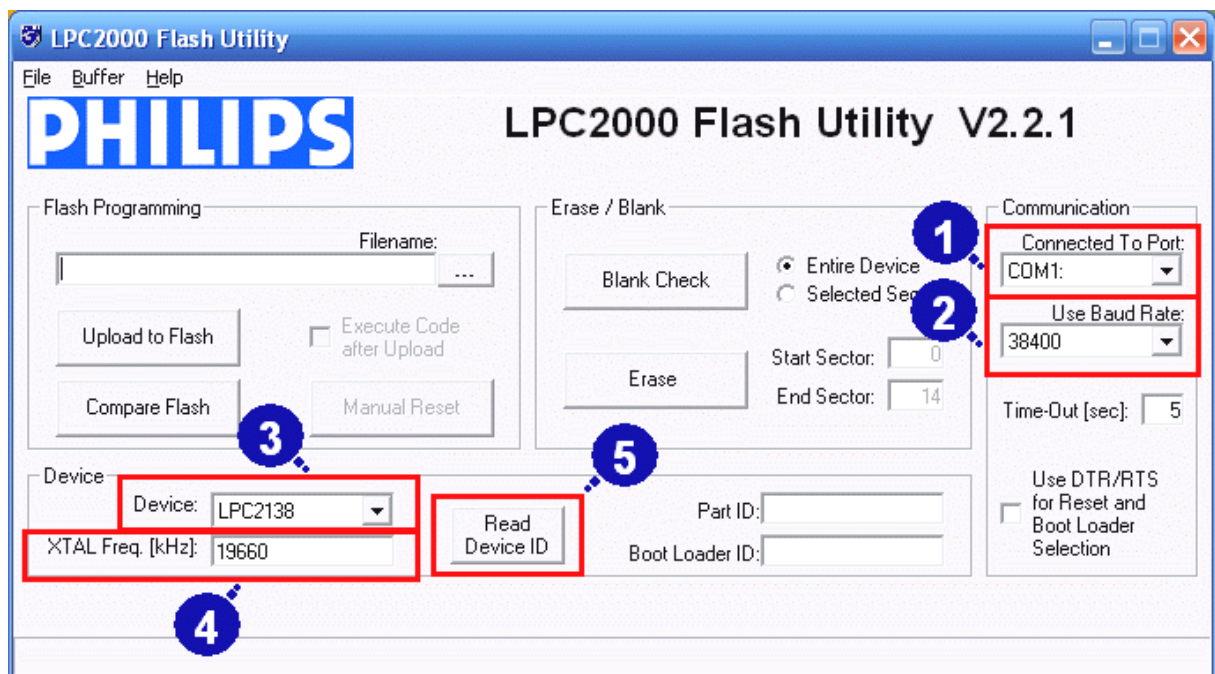 LPC2000 Flash Utility
File Buffer Help
PHILIPS
LPC2000 Flash Utility V2.2.1
Flash Programming
Filename:
...
Upload to Flash
Execute Code
after Upload
Compare Flash
Manual Reset
Erase / Blank
Blank Check
Entire Device
Selected Se
Erase
Start Sector: 0
End Sector: 14
Communication
1
Connected To Port:
COM1:
2
Use Baud Rate:
38400
Time-Out [sec]: 5
Use DTR/RTS
for Reset and
Boot Loader
Selection
3
Device
Device: LPC2138
XTAL Freq. [kHz]: 19660
4
5
Read
Device ID
Part ID:
Boot Loader ID: